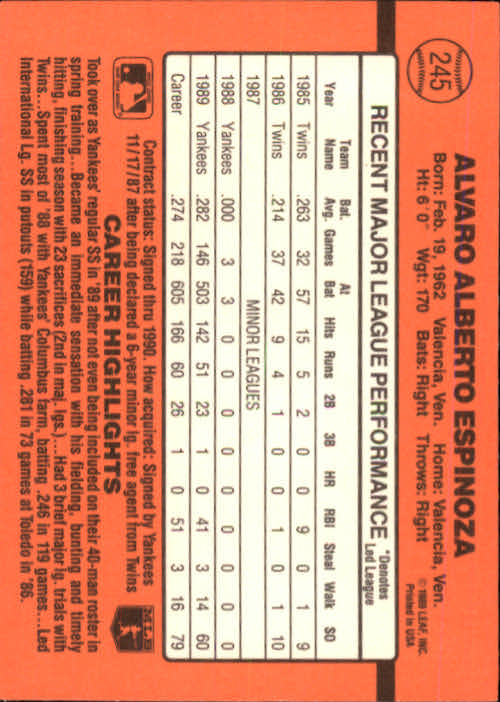 245
ALVARO ALBERTO ESPINOZA
Born: Feb. 19, 1962 Valencia, Ven. Home: Valencia, Ven.
Ht: 6' 0" Wgt: 170 Bats: Right Throws: Right
© 1989 LEAF, INC.
Printed in USA
RECENT MAJOR LEAGUE PERFORMANCE
*Denotes
Led League
Year Team Name Bat. Avg. Games At Bat Hits Runs 2B 3B HR RBI Steal Walk SO
1985 Twins .263 32 57 15 5 2 0 0 9 0 1 9
1986 Twins .214 37 42 9 4 1 0 0 1 0 1 10
1987 MINOR LEAGUES
1988 Yankees .000 3 3 0 0 0 0 0 0 0 0 0
1989 Yankees .282 146 503 142 51 23 1 0 41 3 14 60
Career .274 218 605 166 60 26 1 0 51 3 16 79
MAJOR LEAGUE BASEBALL
Contract status: Signed thru 1990. How acquired: Signed by Yankees
11/17/87 after being declared a 6-year minor lg. free agent from Twins
MLB
CAREER HIGHLIGHTS
Took over as Yankees' regular SS in '89 after not even being included on their 40-man roster in
spring training...Became an immediate sensation with his fielding, bunting and timely
hitting, finishing season with 23 sacrifices (2nd in maj. lgs.)...Had 3 brief major lg. trials with
Twins...Spent most of '88 with Yankees' Columbus farm, batting .246 in 119 games...Led
International Lg. SS in putouts (159) while batting .281 in 73 games at Toledo in '86.